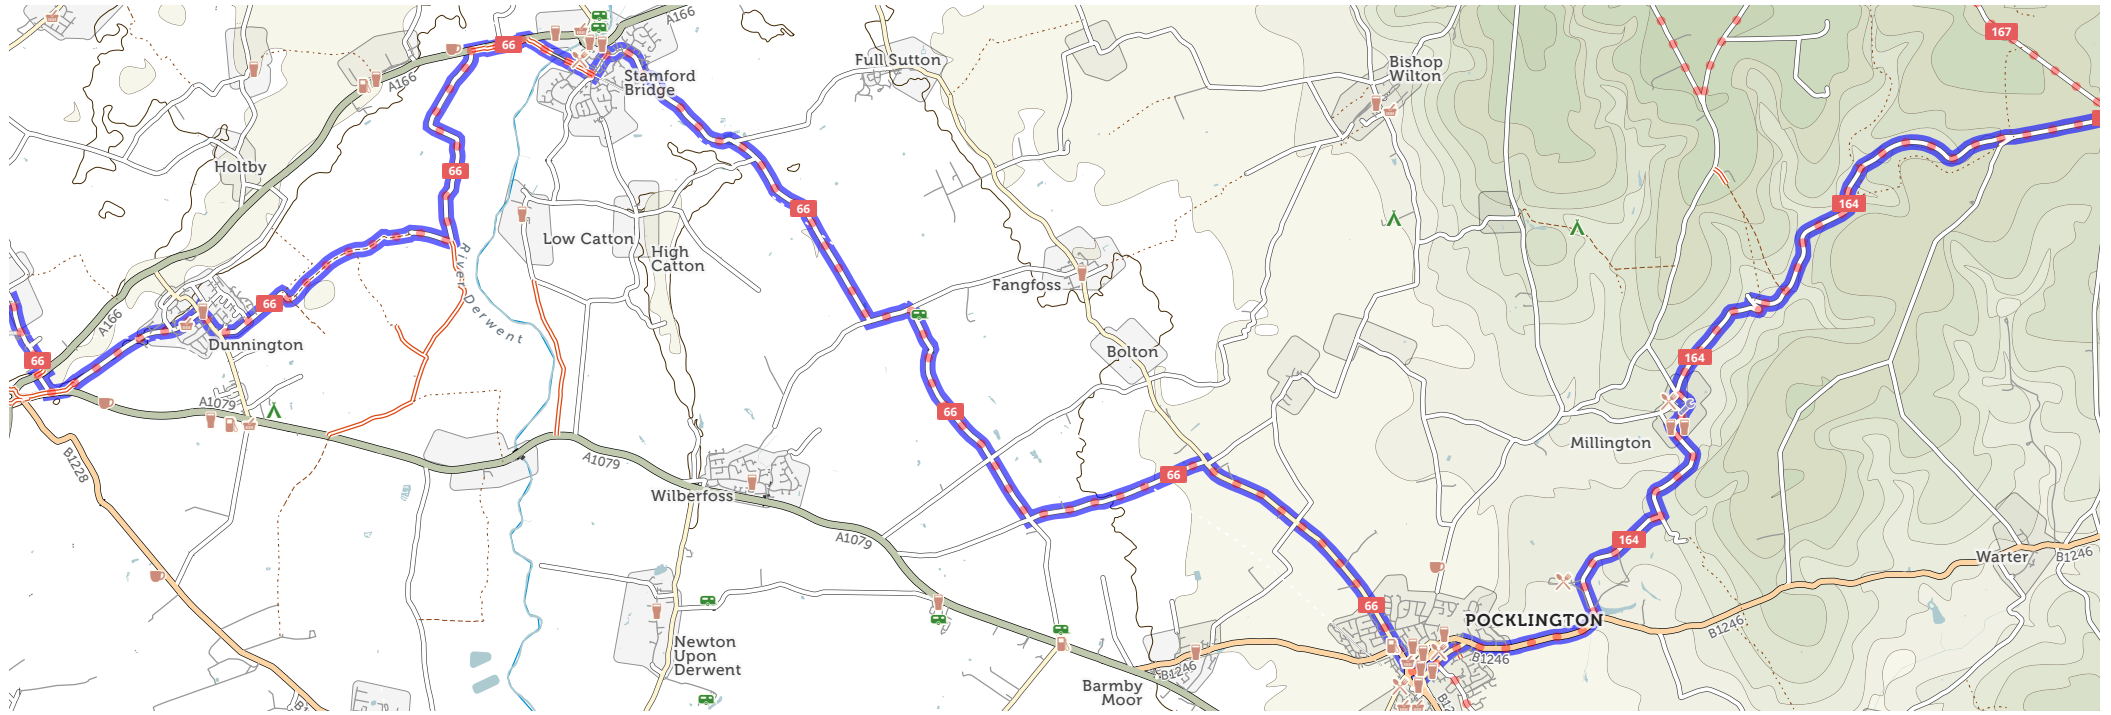 A166
66
167
Full Sutton
Bishop
Wilton
Stamford
Bridge
A166
Holtby
66
164
66
Low Catton
High
Catton
River Derwent
Fangfoss
66
A166
Dunnington
Bolton
66
164
A1079
66
Millington
B1228
A1079
66
Wilberfoss
A1079
164
Warter
B1246
66
POCKLINGTON
B1246
Newton
Upon
Derwent
B1246
B1246
Barmby
Moor